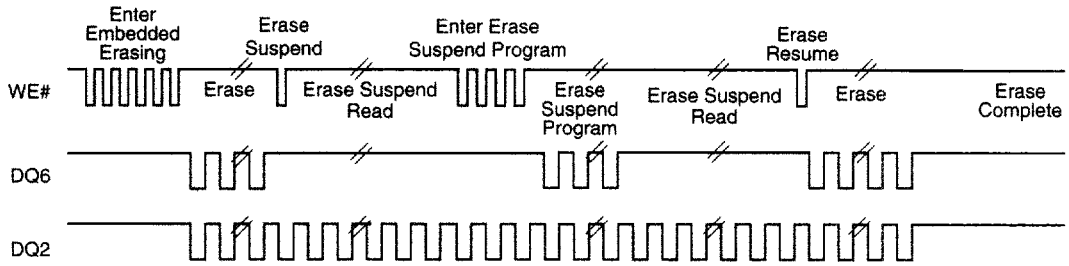 Enter
Embedded
Erasing
Erase
Suspend
Enter Erase
Suspend Program
Erase
Resume
WE#
Erase
Erase Suspend
Read
Erase
Suspend
Program
Erase Suspend
Read
Erase
Erase
Complete
DQ6
DQ2